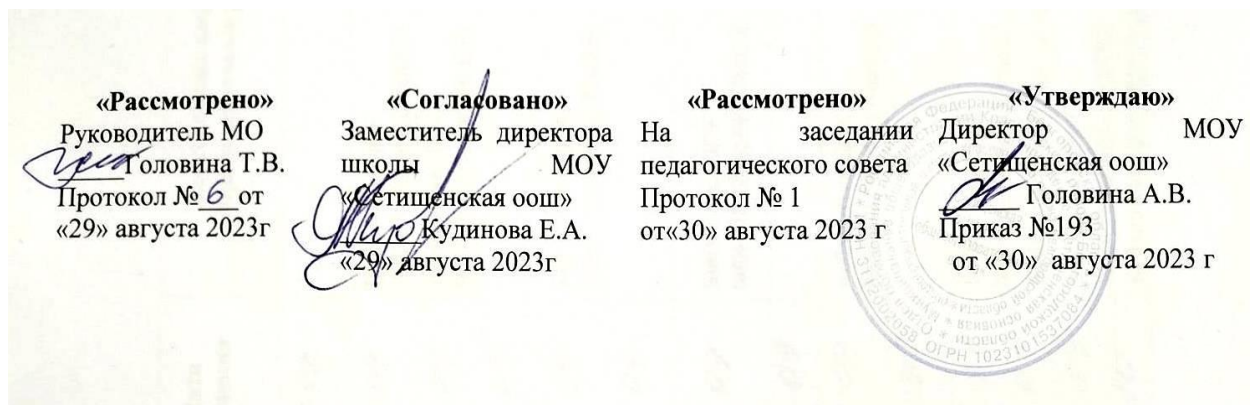 «Рассмотрено»
Руководитель МО
Головина Т.В.
Протокол № 6 от
«29» августа 2023г
«Согласовано»
Заместитель директора
школы МОУ
«Сетищенская оош»
Кудинова Е.А.
«29» августа 2023г
«Рассмотрено»
На заседании
педагогического совета
Протокол № 1
от«30» августа 2023 г
«Утверждаю»
Директор МОУ
«Сетищенская оош»
Головина А.В.
Приказ №193
от «30» августа 2023 г
ОГРН 1023101537084